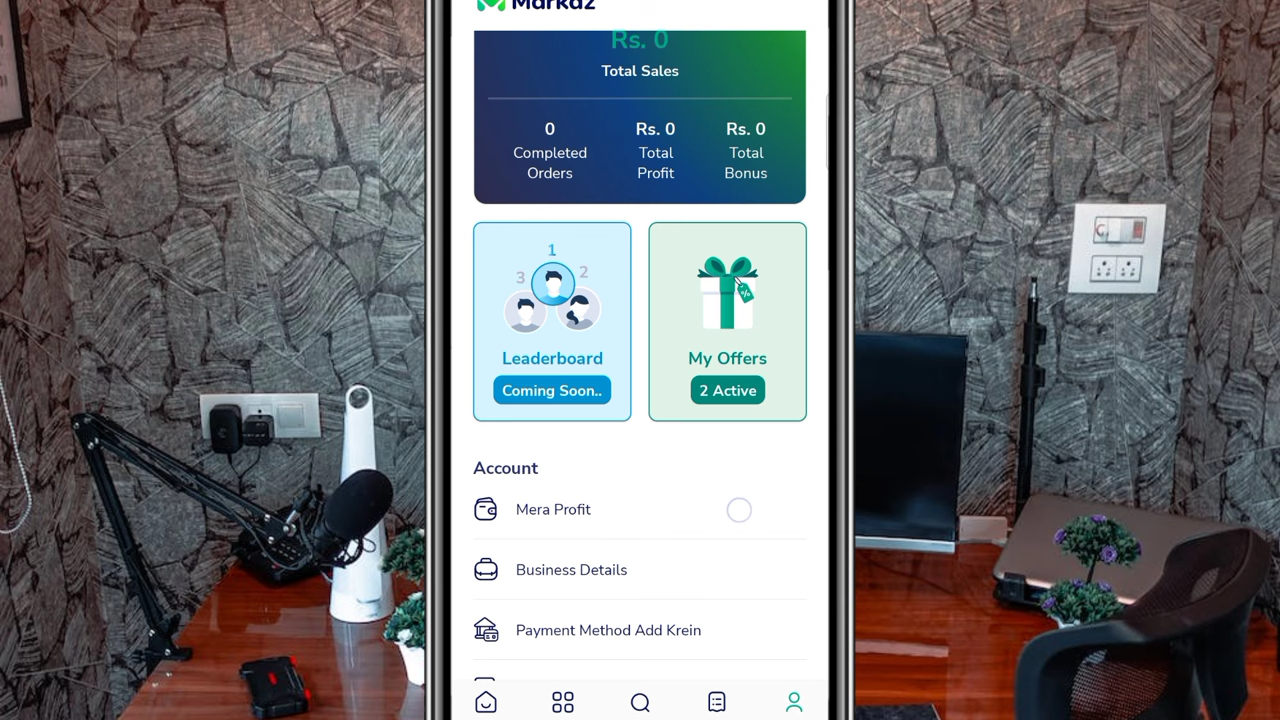 Markaz
Rs. 0
Total Sales
0
Rs. 0
Rs. 0
Completed
Orders
Total
Profit
Total
Bonus
1
2
3
%
Leaderboard
Coming Soon..
My Offers
2 Active
Account
Mera Profit
Business Details
Payment Method Add Krein